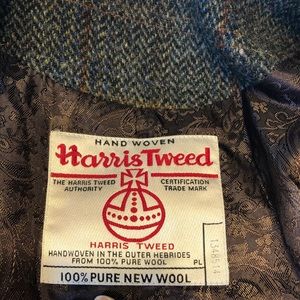 HAND WOVEN
Harris Tweed
THE HARRIS TWEED AUTHORITY
CERTIFICATION TRADE MARK
HARRIS TWEED
HANDWOVEN IN THE OUTER HEBRIDES
FROM 100% PURE WOOL
PL
100% PURE NEW WOOL